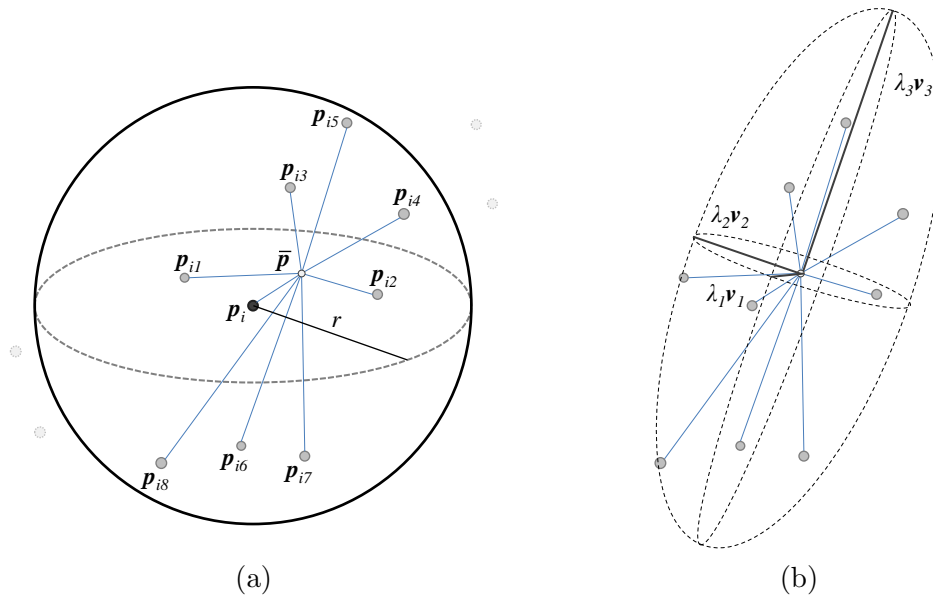 p_i5
p_i3
p_i4
p̄
p_i1
p_i2
p_i
r
p_i6
p_i7
p_i8
(a)
λ_3v_3
λ_2v_2
λ_1v_1
(b)